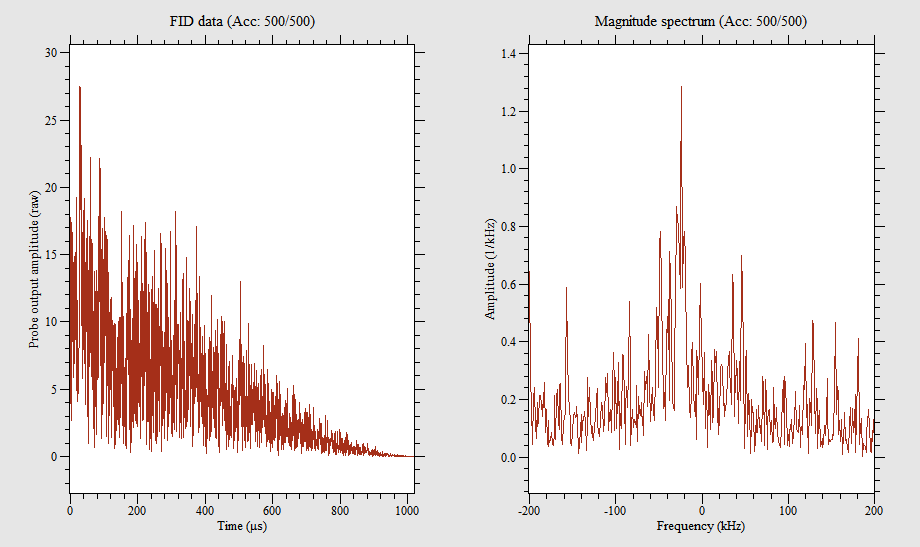 FID data (Acc: 500/500)
30
25
20
15
10
5
0
Probe output amplitude (raw)
0 200 400 600 800 1000
Time (µs)
Magnitude spectrum (Acc: 500/500)
1.4
1.2
1.0
0.8
0.6
0.4
0.2
0.0
Amplitude (1/kHz)
-200 -100 0 100 200
Frequency (kHz)